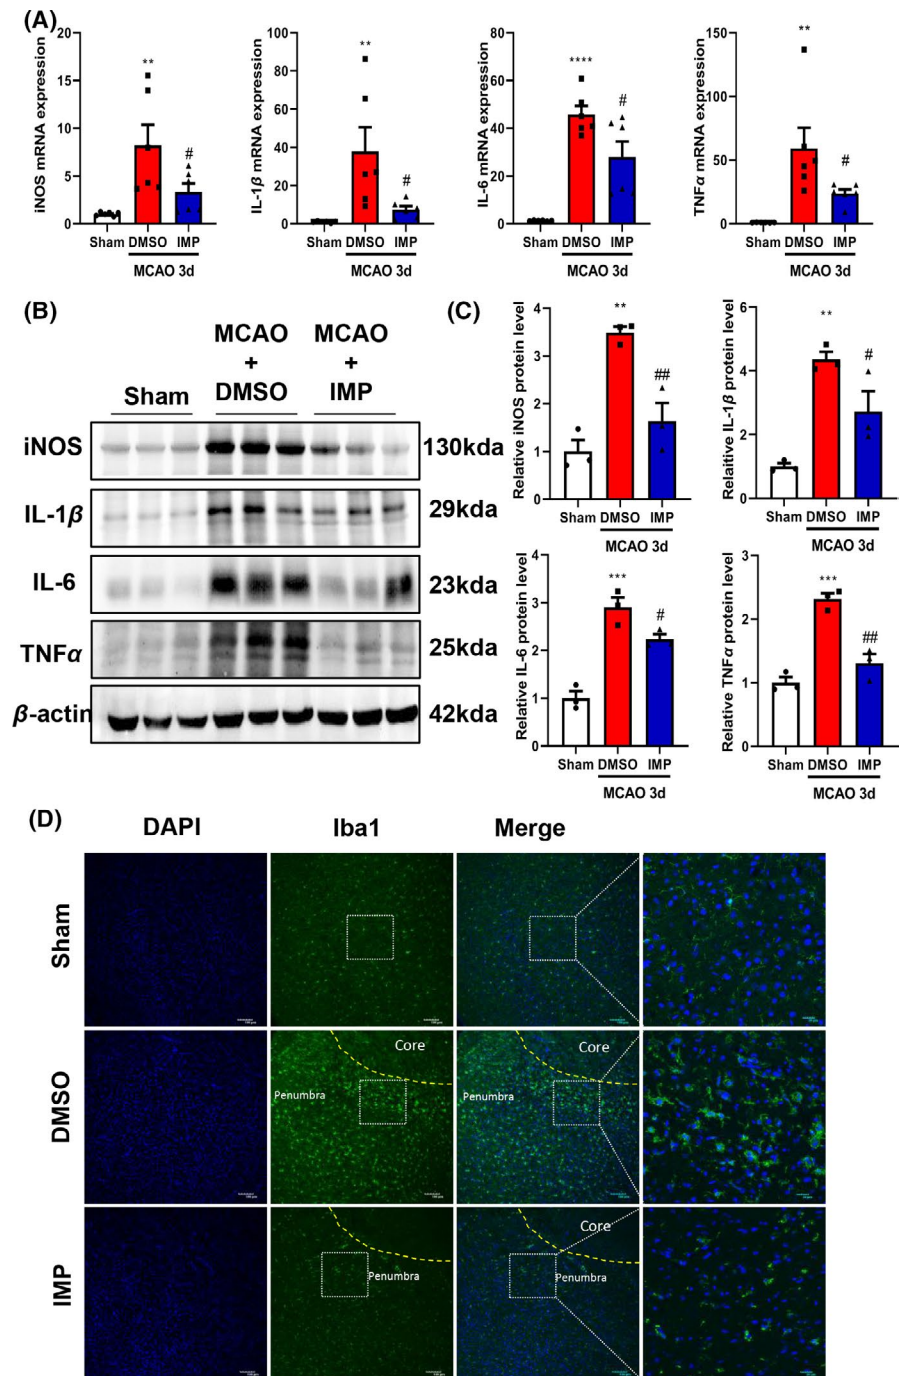 (A)
iNOS mRNA expression
20
15
10
5
0
**
#
Sham DMSO IMP
MCAO 3d
IL-1β mRNA expression
100
80
60
40
20
0
**
#
Sham DMSO IMP
MCAO 3d
IL-6 mRNA expression
80
60
40
20
0
****
#
Sham DMSO IMP
MCAO 3d
TNFα mRNA expression
150
100
50
0
**
#
Sham DMSO IMP
MCAO 3d
(B)
Sham
MCAO
+
DMSO
MCAO
+
IMP
iNOS 130kda
IL-1β 29kda
IL-6 23kda
TNFα 25kda
β-actin 42kda
(C)
Relative iNOS protein level
4
3
2
1
0
**
##
Sham DMSO IMP
MCAO 3d
Relaitive IL-1β protein level
6
4
2
0
**
#
Sham DMSO IMP
MCAO 3d
Relative IL-6 protein level
4
3
2
1
0
***
#
Sham DMSO IMP
MCAO 3d
Relative TNFα protein level
3
2
1
0
***
##
Sham DMSO IMP
MCAO 3d
(D)
DAPI Iba1 Merge
Sham
DMSO
Core
Penumbra
Core
Penumbra
IMP
Penumbra
Core
Penumbra